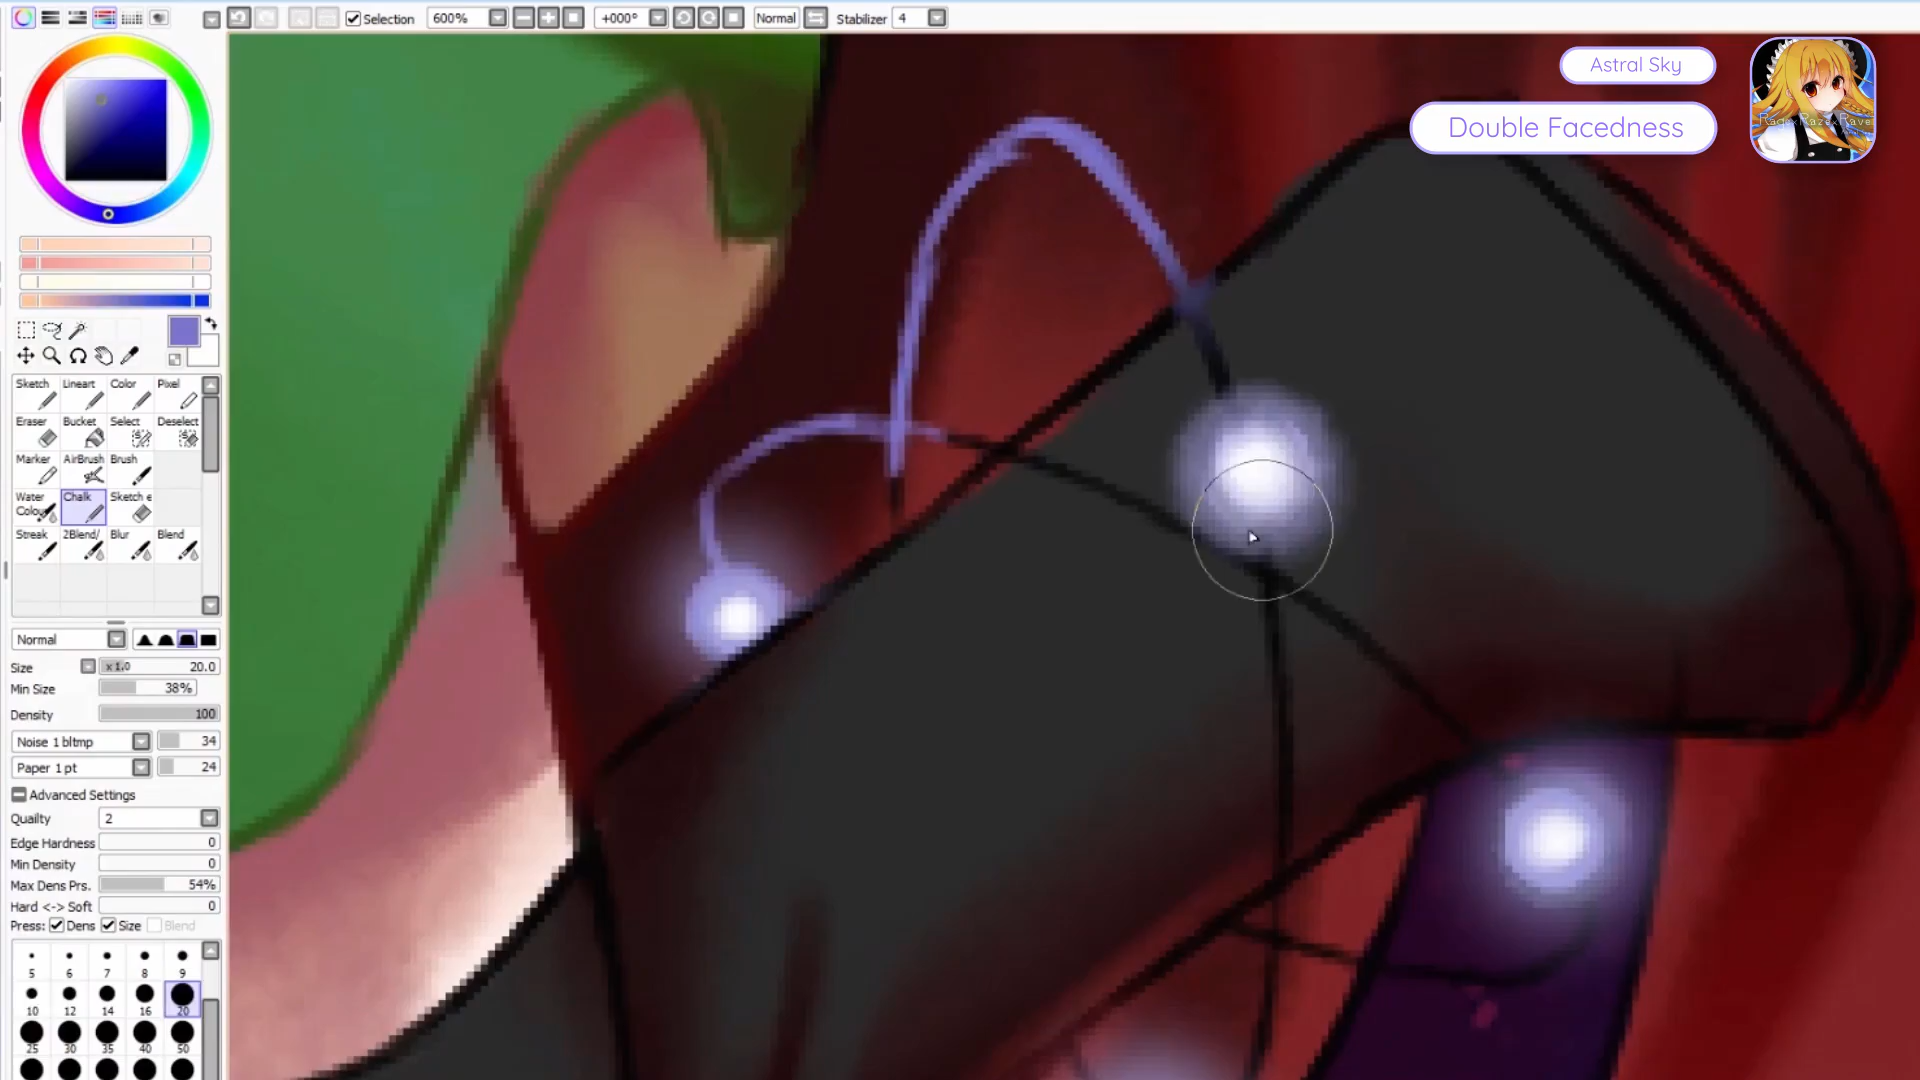 Selection 600% +000° Normal Stabilizer 4
Astral Sky
Double Facedness
RagexRazexRave
Sketch Lineart Color Pixel
Eraser Bucket Select Deselect
Marker AirBrush Brush
Water Colou Chalk Sketch e
Streak 2Blend/ Blur Blend
Normal
Size x1.0 20.0
Min Size 38%
Density 100
Noise 1 bltmp 34
Paper 1 pt 24
Advanced Settings
Quailty 2
Edge Hardness 0
Min Density 0
Max Dens Prs. 54%
Hard <-> Soft 0
Press: Dens Size Blend
5 6 7 8 9
10 12 14 16 20
25 30 35 40 50